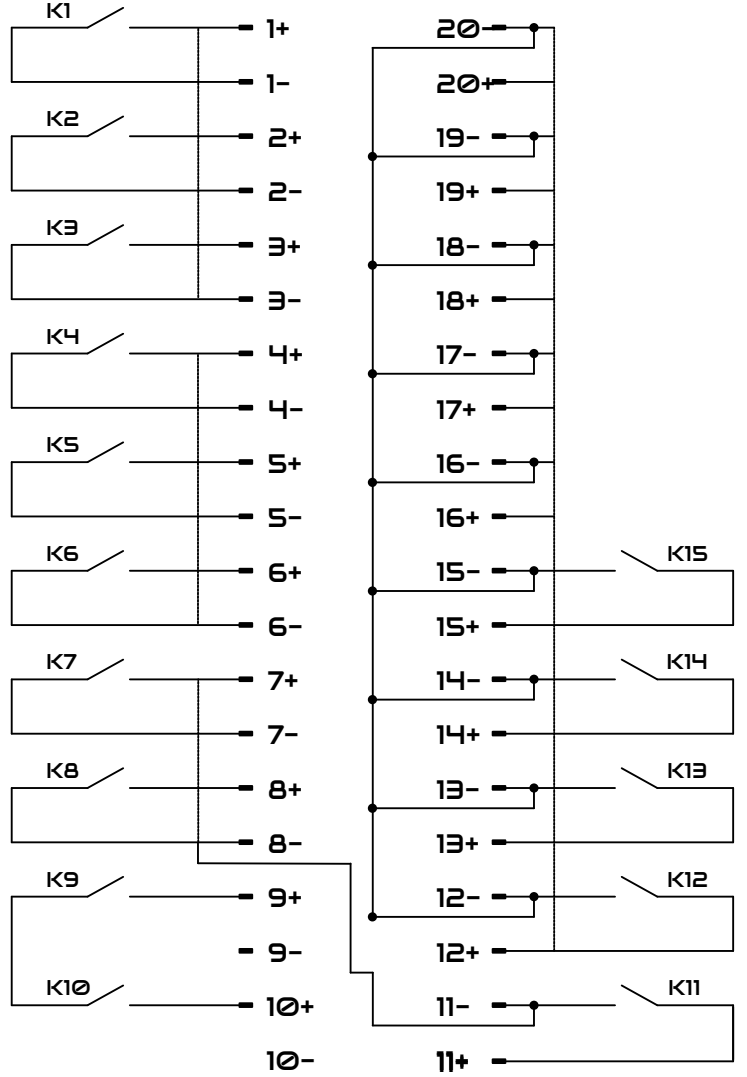 K1
1+ 20-
1- 20+
K2
2+ 19-
2- 19+
K3
3+ 18-
3- 18+
K4
4+ 17-
4- 17+
K5
5+ 16-
5- 16+
K6 K15
6+ 15-
6- 15+
K7 K14
7+ 14-
7- 14+
K8 K13
8+ 13-
8- 13+
K9 K12
9+ 12-
9- 12+
K10 K11
10+ 11-
10- 11+